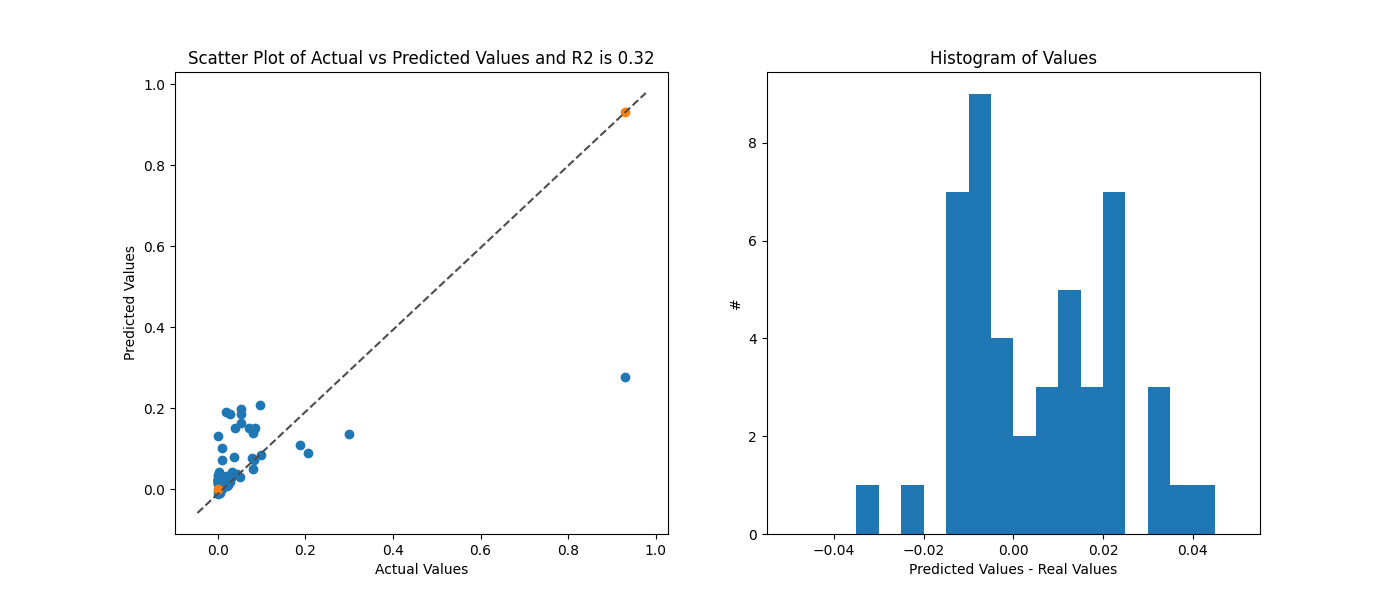 Scatter Plot of Actual vs Predicted Values and R2 is 0.32
1.0
0.8
0.6
0.4
0.2
0.0
Predicted Values
0.0 0.2 0.4 0.6 0.8 1.0
Actual Values
Histogram of Values
8
6
4
2
0
#
−0.04 −0.02 0.00 0.02 0.04
Predicted Values - Real Values